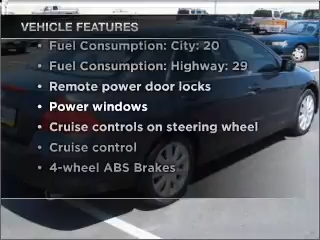 VEHICLE FEATURES
• Fuel Consumption: City: 20
• Fuel Consumption: Highway: 29
• Remote power door locks
• Power windows
• Cruise controls on steering wheel
• Cruise control
• 4-wheel ABS Brakes